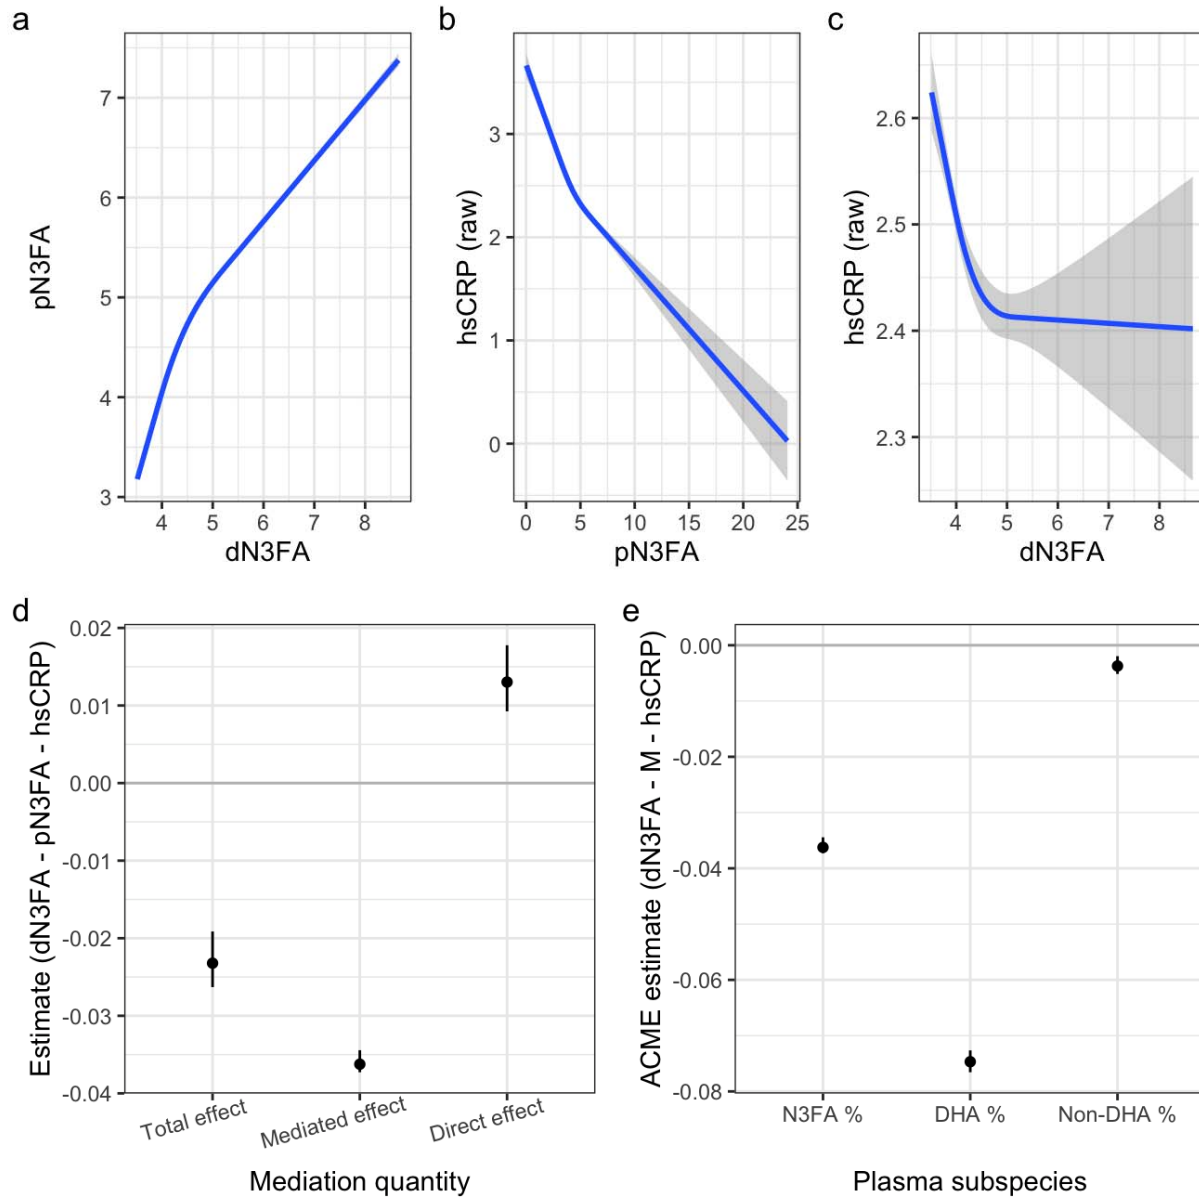 a
7
6
5
4
3
pN3FA
4 5 6 7 8
dN3FA
b
3
2
1
0
hsCRP (raw)
0 5 10 15 20 25
pN3FA
c
2.6
2.5
2.4
2.3
hsCRP (raw)
4 5 6 7 8
dN3FA
d
0.02
0.01
0.00
-0.01
-0.02
-0.03
-0.04
Estimate (dN3FA - pN3FA - hsCRP)
Total effect Mediated effect Direct effect
Mediation quantity
e
0.00
-0.02
-0.04
-0.06
-0.08
ACME estimate (dN3FA - M - hsCRP)
N3FA % DHA % Non-DHA %
Plasma subspecies